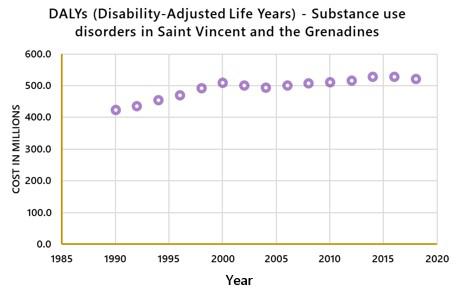 DALYs (Disability-Adjusted Life Years) - Substance use
disorders in Saint Vincent and the Grenadines
600.0
500.0
400.0
300.0
200.0
100.0
0.0
COST IN MILLIONS
1985 1990 1995 2000 2005 2010 2015 2020
Year